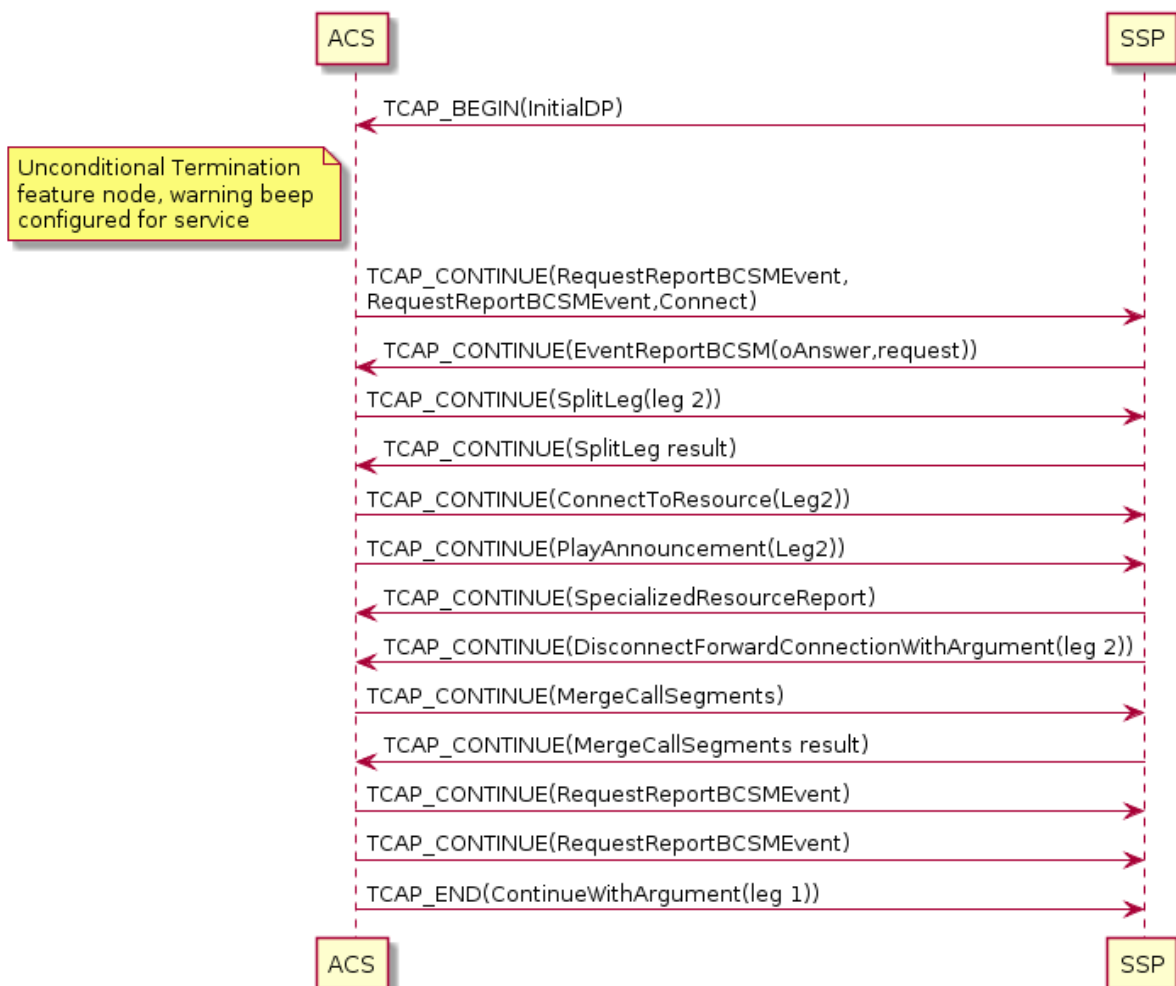 ACS
SSP
TCAP_BEGIN(InitialDP)
Unconditional Termination
feature node, warning beep
configured for service
TCAP_CONTINUE(RequestReportBCSMEvent,
RequestReportBCSMEvent,Connect)
TCAP_CONTINUE(EventReportBCSM(oAnswer,request))
TCAP_CONTINUE(SplitLeg(leg 2))
TCAP_CONTINUE(SplitLeg result)
TCAP_CONTINUE(ConnectToResource(Leg2))
TCAP_CONTINUE(PlayAnnouncement(Leg2))
TCAP_CONTINUE(SpecializedResourceReport)
TCAP_CONTINUE(DisconnectForwardConnectionWithArgument(leg 2))
TCAP_CONTINUE(MergeCallSegments)
TCAP_CONTINUE(MergeCallSegments result)
TCAP_CONTINUE(RequestReportBCSMEvent)
TCAP_CONTINUE(RequestReportBCSMEvent)
TCAP_END(ContinueWithArgument(leg 1))
ACS
SSP